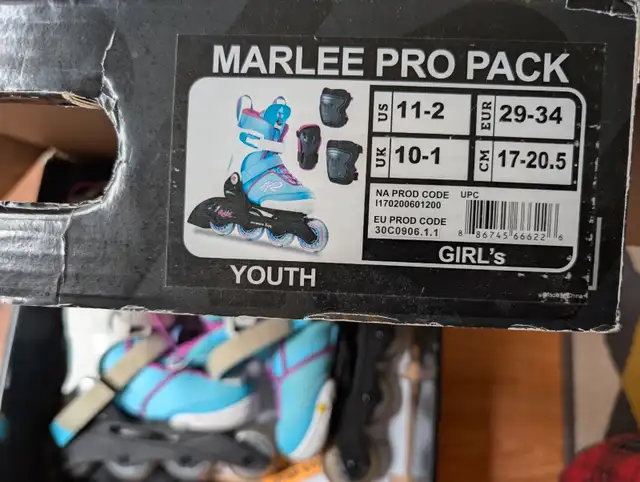 MARLEE PRO PACK
US 11-2 EUR 29-34
UK 10-1 CM 17-20.5
NA PROD CODE UPC
I170200601200
EU PROD CODE
30C0906.1.1
8 86745 66622 6
GIRL's
YOUTH